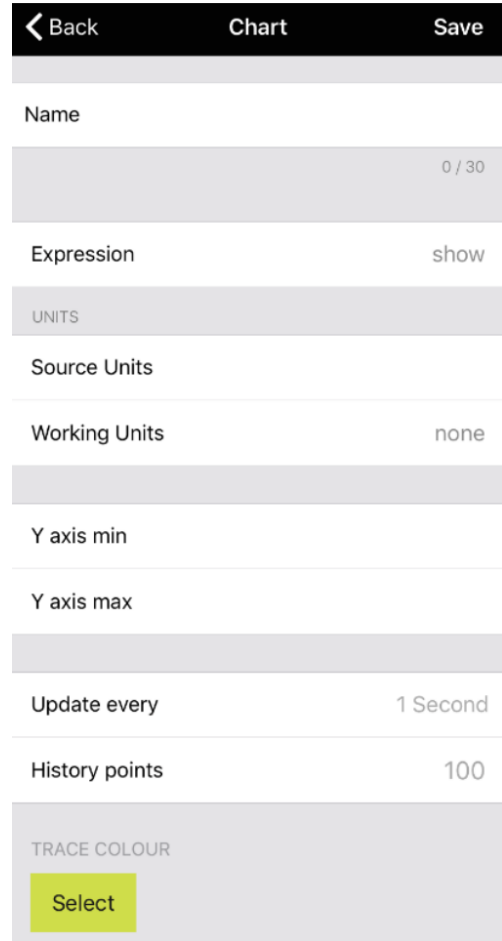 Back Chart Save
Name
0 / 30
Expression show
UNITS
Source Units
Working Units none
Y axis min
Y axis max
Update every 1 Second
History points 100
TRACE COLOUR
Select